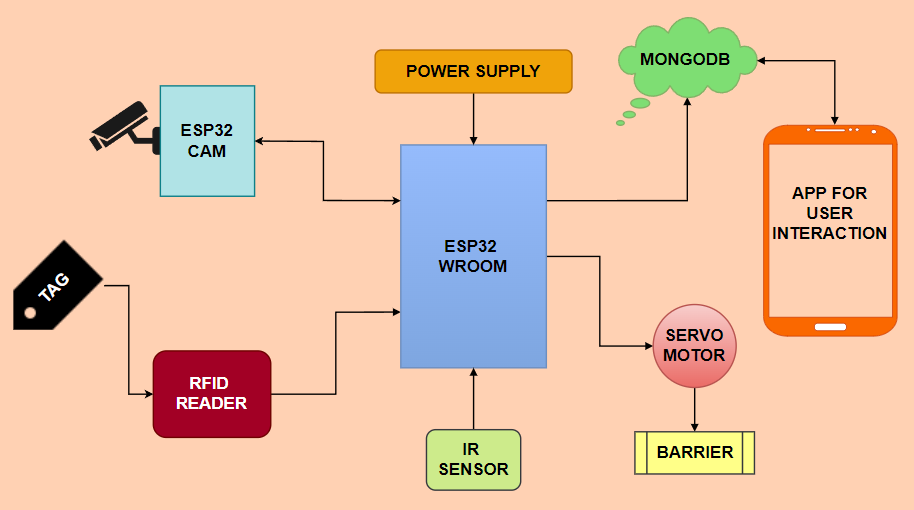 POWER SUPPLY
MONGODB
ESP32
CAM
APP FOR
USER
INTERACTION
ESP32
WROOM
TAG
SERVO
MOTOR
RFID
READER
IR
SENSOR
BARRIER